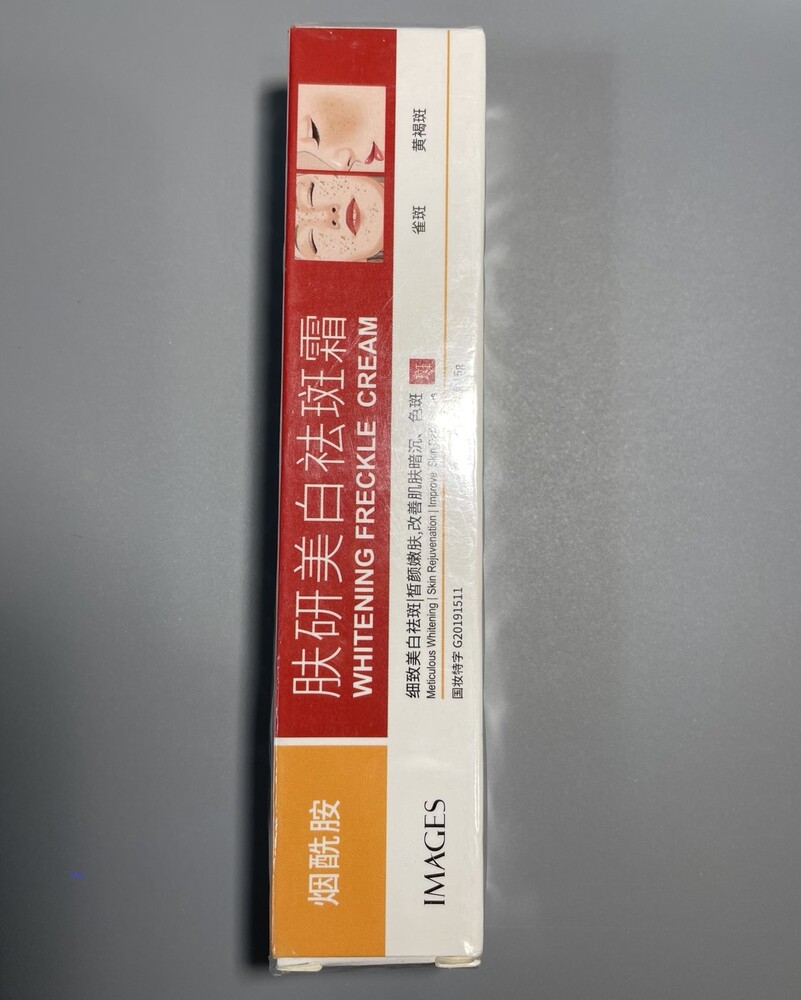 烟酰胺
肤研美白祛斑霜
WHITENING FRECKLE CREAM
IMAGES
细致美白祛斑|皙颜嫩肤,改善肌肤暗沉、色斑
斑
Meticulous Whitening | Skin Rejuvenation | Improve Skin
国妆特字 G20191511
雀斑
黄褐斑